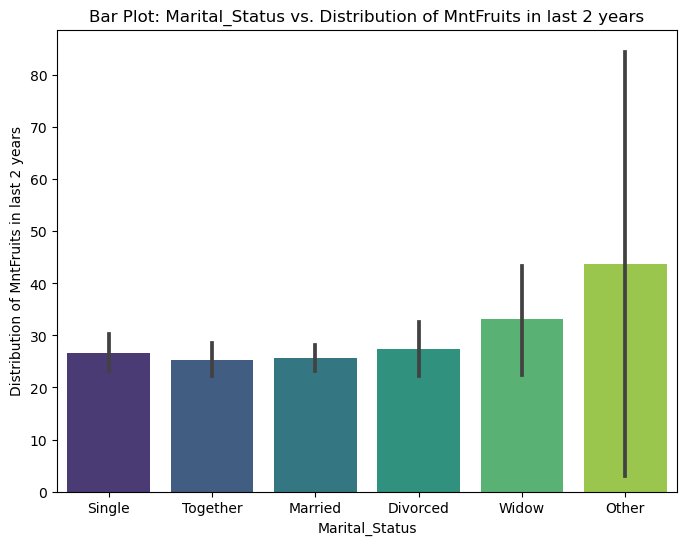 Bar Plot: Marital_Status vs. Distribution of MntFruits in last 2 years
Distribution of MntFruits in last 2 years
80
70
60
50
40
30
20
10
0
Single Together Married Divorced Widow Other
Marital_Status